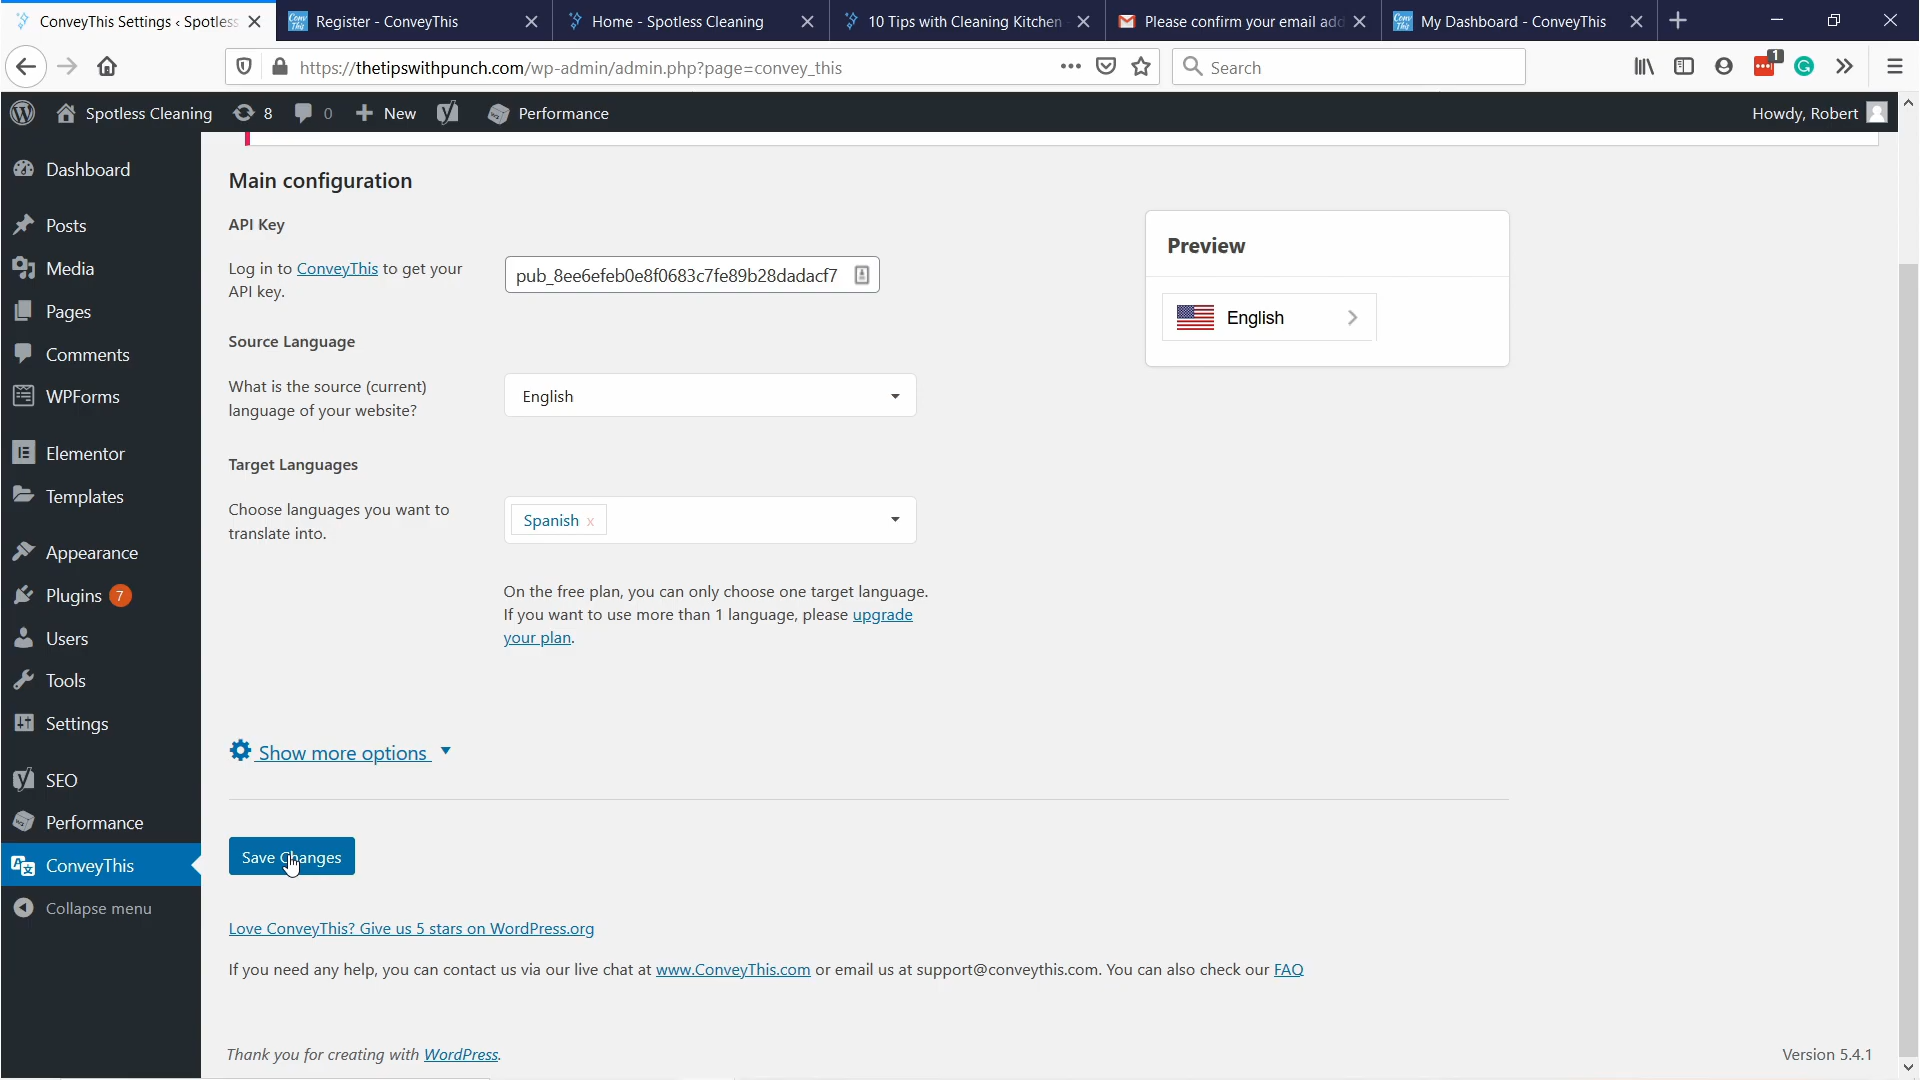 ConveyThis Settings ‹ Spotless
Register - ConveyThis
Home - Spotless Cleaning
10 Tips with Cleaning Kitchen
Please confirm your email add
My Dashboard - ConveyThis
https://thetipswithpunch.com/wp-admin/admin.php?page=convey_this
Search
1
Spotless Cleaning
8
0
New
Performance
Howdy, Robert
Dashboard
Posts
Media
Pages
Comments
WPForms
Elementor
Templates
Appearance
Plugins 7
Users
Tools
Settings
SEO
Performance
ConveyThis
Collapse menu
Main configuration
API Key
Log in to ConveyThis to get your
API key.
pub_8ee6efeb0e8f0683c7fe89b28dadacf7
Source Language
What is the source (current)
language of your website?
English
Target Languages
Choose languages you want to
translate into.
Spanish x
On the free plan, you can only choose one target language.
If you want to use more than 1 language, please upgrade
your plan.
Preview
English
Show more options
Save Changes
Love ConveyThis? Give us 5 stars on WordPress.org
If you need any help, you can contact us via our live chat at www.ConveyThis.com or email us at support@conveythis.com. You can also check our FAQ
Thank you for creating with WordPress.
Version 5.4.1